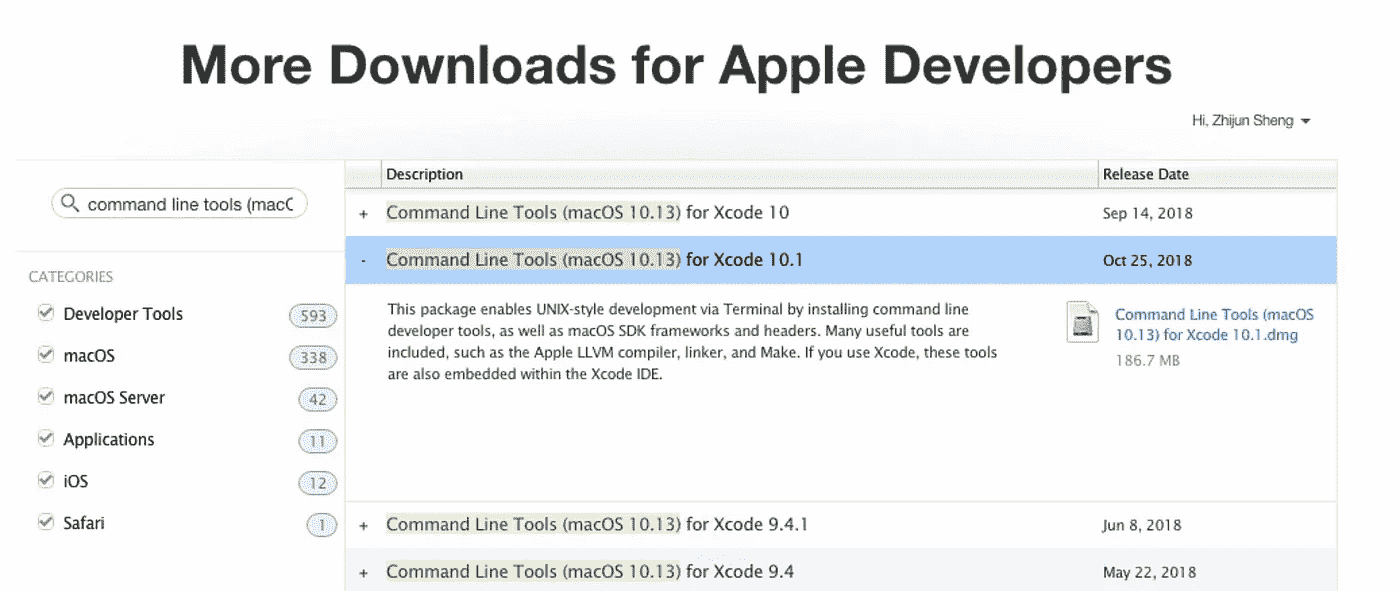 More Downloads for Apple Developers
Hi, Zhijun Sheng
command line tools (macC
CATEGORIES
Developer Tools 593
macOS 338
macOS Server 42
Applications 11
iOS 12
Safari 1
Description Release Date
+ Command Line Tools (macOS 10.13) for Xcode 10 Sep 14, 2018
- Command Line Tools (macOS 10.13) for Xcode 10.1 Oct 25, 2018
This package enables UNIX-style development via Terminal by installing command line
developer tools, as well as macOS SDK frameworks and headers. Many useful tools are
included, such as the Apple LLVM compiler, linker, and Make. If you use Xcode, these tools
are also embedded within the Xcode IDE.
Command Line Tools (macOS
10.13) for Xcode 10.1.dmg
186.7 MB
+ Command Line Tools (macOS 10.13) for Xcode 9.4.1 Jun 8, 2018
+ Command Line Tools (macOS 10.13) for Xcode 9.4 May 22, 2018